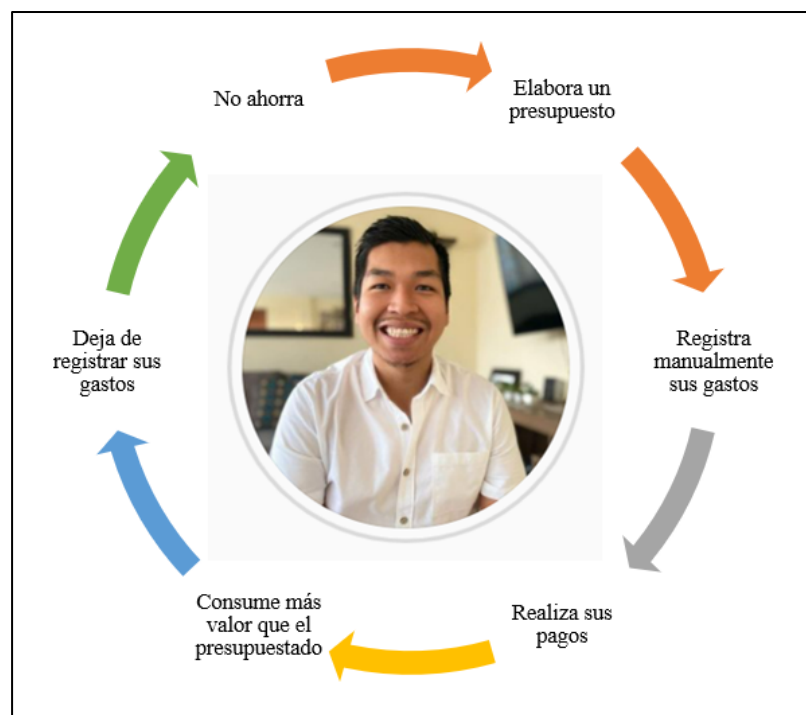 No ahorra
Elabora un
presupuesto
Registra
manualmente
sus gastos
Realiza sus
pagos
Consume más
valor que el
presupuestado
Deja de
registrar sus
gastos